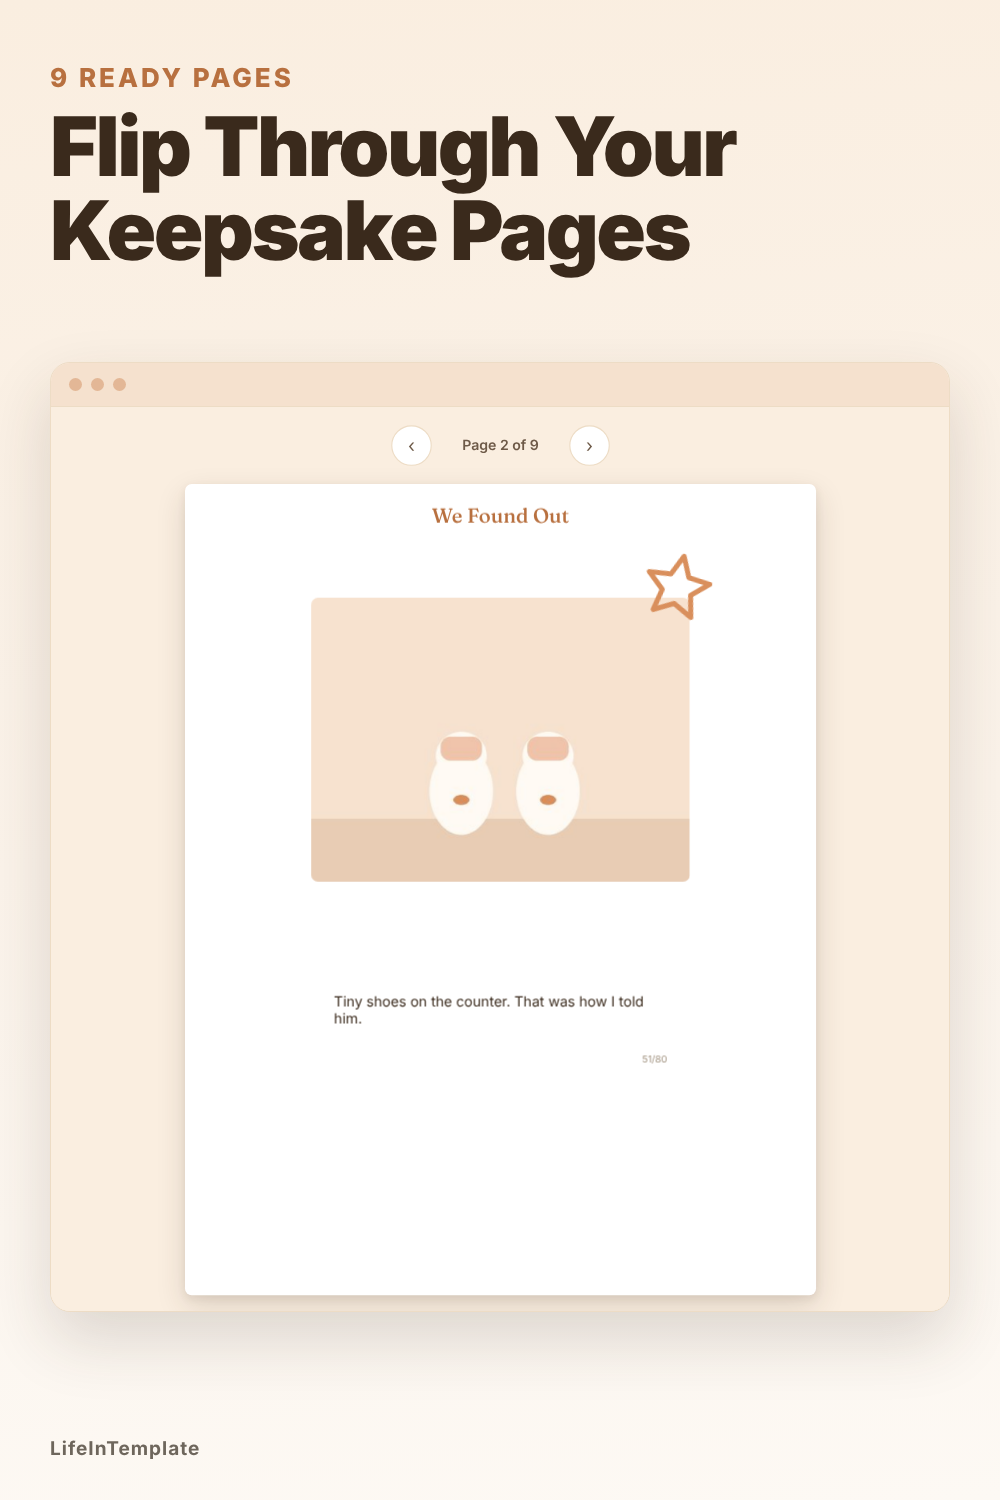 9 READY PAGES
Flip Through Your
Keepsake Pages
‹ Page 2 of 9 ›
We Found Out
Tiny shoes on the counter. That was how I told
him.
51/80
LifeInTemplate